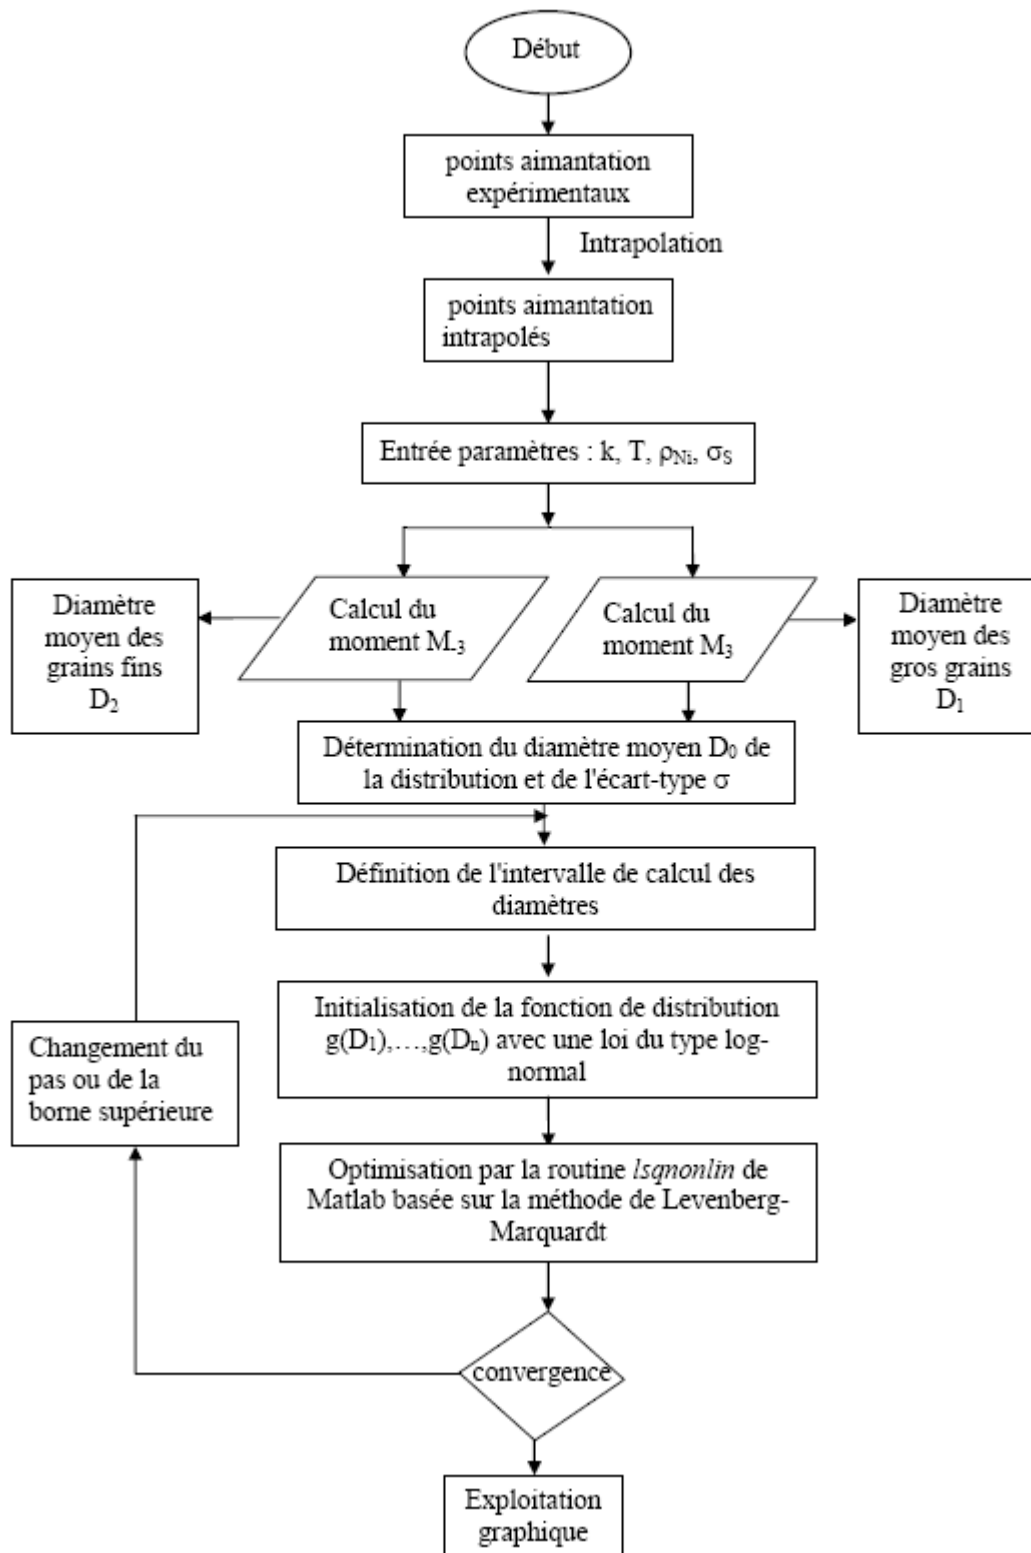 Début
points aimantation
expérimentaux
Intrapolation
points aimantation
intrapolés
Entrée paramètres : k, T, ρNi, σS
Diamètre
moyen des
grains fins
D2
Calcul du
moment M-3
Calcul du
moment M3
Diamètre
moyen des
gros grains
D1
Détermination du diamètre moyen D0 de
la distribution et de l'écart-type σ
Définition de l'intervalle de calcul des
diamètres
Initialisation de la fonction de distribution
g(D1),…,g(Dn) avec une loi du type log-
normal
Changement du
pas ou de la
borne supérieure
Optimisation par la routine lsqnonlin de
Matlab basée sur la méthode de Levenberg-
Marquardt
convergence
Exploitation
graphique